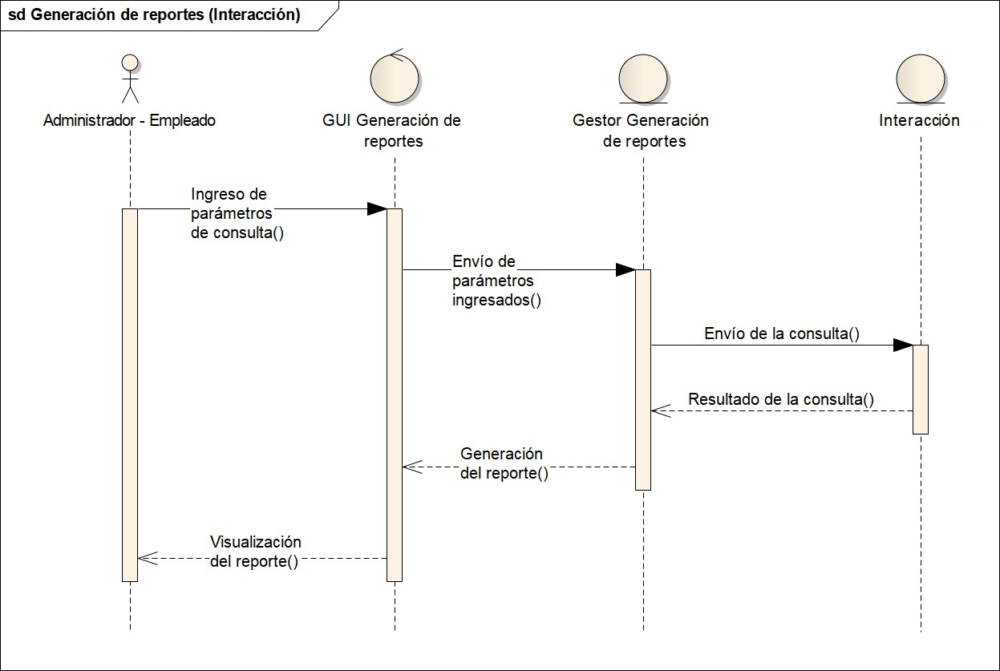 sd Generación de reportes (Interacción)
Administrador - Empleado
GUI Generación de
reportes
Gestor Generación
de reportes
Interacción
Ingreso de
parámetros
de consulta()
Envío de
parámetros
ingresados()
Envío de la consulta()
Resultado de la consulta()
Generación
del reporte()
Visualización
del reporte()